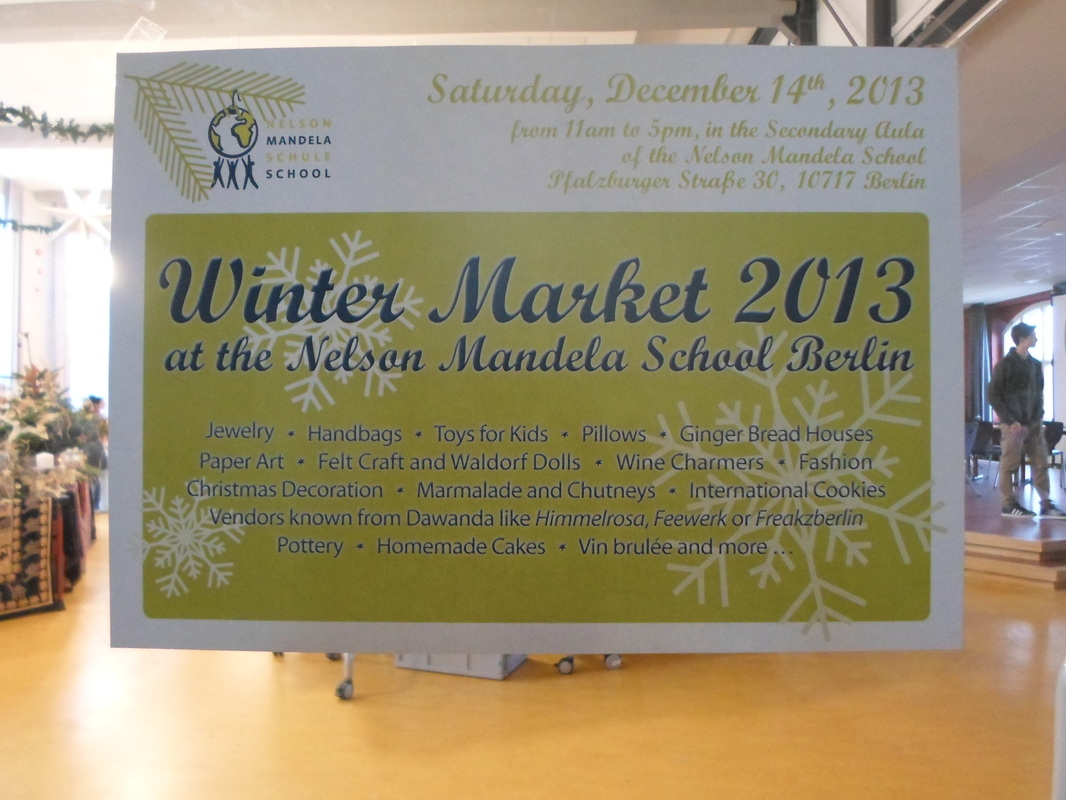 NELSON
MANDELA
SCHULE
SCHOOL
Saturday, December 14th, 2013
from 11am to 5pm, in the Secondary Aula
of the Nelson Mandela School
Pfalzburger Straße 30, 10717 Berlin
Winter Market 2013
at the Nelson Mandela School Berlin
Jewelry * Handbags * Toys for Kids * Pillows * Ginger Bread Houses
Paper Art * Felt Craft and Waldorf Dolls * Wine Charmers * Fashion
Christmas Decoration * Marmalade and Chutneys * International Cookies
Vendors known from Dawanda like Himmelrosa, Feewerk or Freakzberlin
Pottery * Homemade Cakes * Vin brulée and more ...